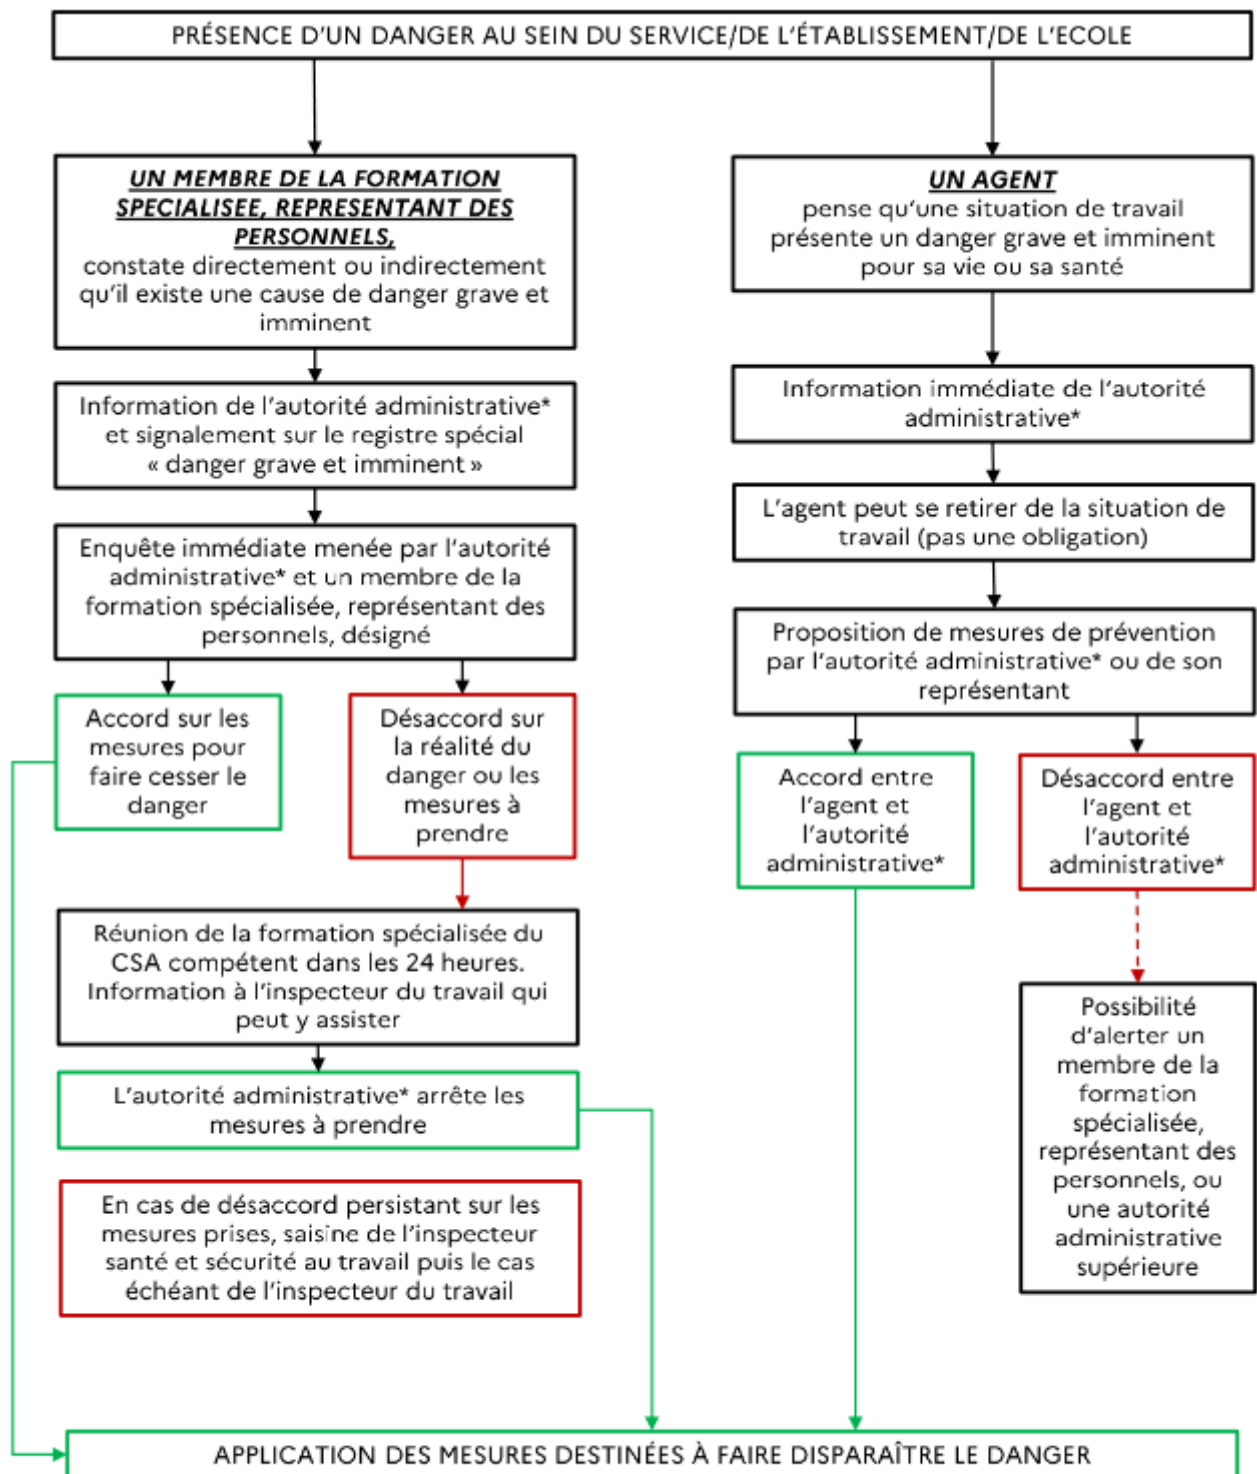 PRÉSENCE D'UN DANGER AU SEIN DU SERVICE/DE L'ÉTABLISSEMENT/DE L'ECOLE
UN MEMBRE DE LA FORMATION
SPECIALISEE, REPRESENTANT DES
PERSONNELS,
constate directement ou indirectement
qu'il existe une cause de danger grave et
imminent
Information de l'autorité administrative*
et signalement sur le registre spécial
« danger grave et imminent »
Enquête immédiate menée par l'autorité
administrative* et un membre de la
formation spécialisée, représentant des
personnels, désigné
Accord sur les
mesures pour
faire cesser le
danger
Désaccord sur
la réalité du
danger ou les
mesures à
prendre
Réunion de la formation spécialisée du
CSA compétent dans les 24 heures.
Information à l'inspecteur du travail qui
peut y assister
L'autorité administrative* arrête les
mesures à prendre
En cas de désaccord persistant sur les
mesures prises, saisine de l'inspecteur
santé et sécurité au travail puis le cas
échéant de l'inspecteur du travail
UN AGENT
pense qu'une situation de travail
présente un danger grave et imminent
pour sa vie ou sa santé
Information immédiate de l'autorité
administrative*
L'agent peut se retirer de la situation de
travail (pas une obligation)
Proposition de mesures de prévention
par l'autorité administrative* ou de son
représentant
Accord entre
l'agent et
l'autorité
administrative*
Désaccord entre
l'agent et
l'autorité
administrative*
Possibilité
d'alerter un
membre de la
formation
spécialisée,
représentant des
personnels, ou
une autorité
administrative
supérieure
APPLICATION DES MESURES DESTINÉES À FAIRE DISPARAÎTRE LE DANGER